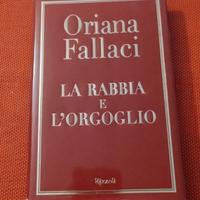 Oriana
Fallaci
LA RABBIA
E
L'ORGOGLIO
Rizzoli